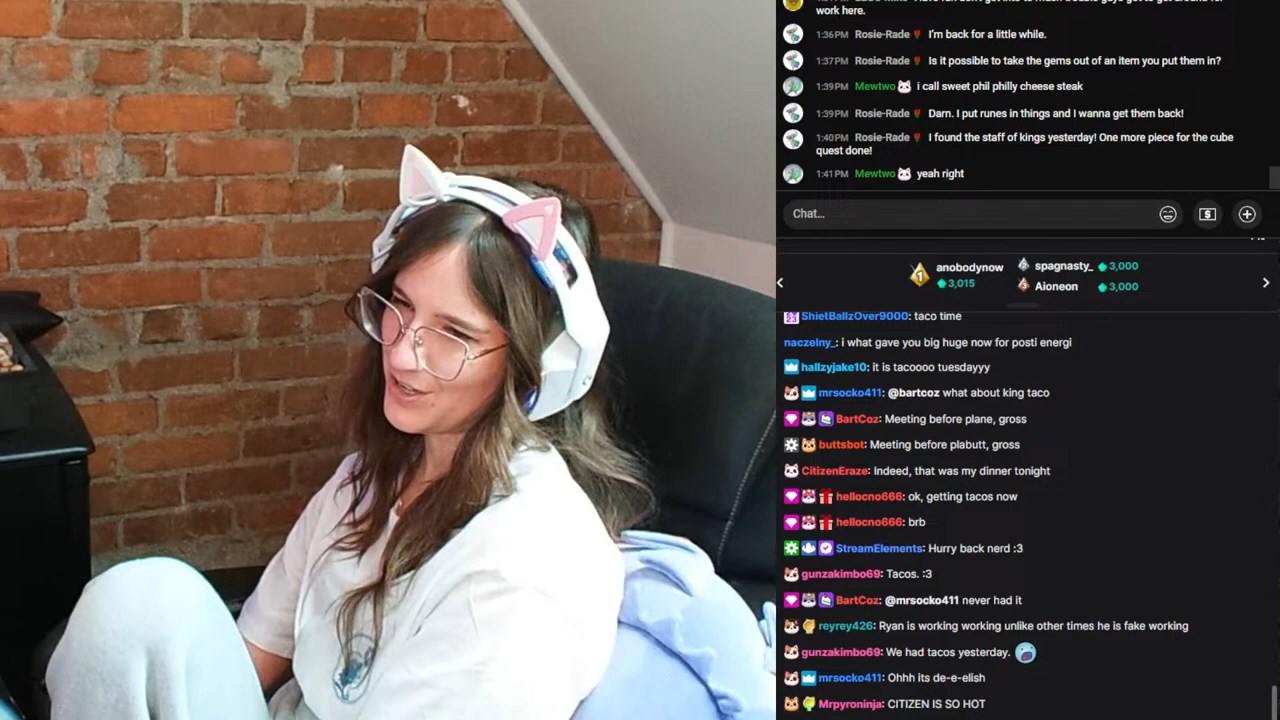 work here.
1:36 PM Rosie-Rade I'm back for a little while.
1:37 PM Rosie-Rade Is it possible to take the gems out of an item you put them in?
1:39 PM Mewtwo i call sweet phil philly cheese steak
1:39 PM Rosie-Rade Darn. I put runes in things and I wanna get them back!
1:40 PM Rosie-Rade I found the staff of kings yesterday! One more piece for the cube
quest done!
1:41 PM Mewtwo yeah right
Chat...
1 anobodynow 3,015
spagnasty_ 3,000
Aioneon 3,000
ShietBallzOver9000: taco time
naczelny_: i what gave you big huge now for posti energi
hallzyjake10: it is tacoooo tuesdayyy
mrsocko411: @bartcoz what about king taco
BartCoz: Meeting before plane, gross
buttsbot: Meeting before plabutt, gross
CitizenEraze: Indeed, that was my dinner tonight
hellocno666: ok, getting tacos now
hellocno666: brb
StreamElements: Hurry back nerd :3
gunzakimbo69: Tacos. :3
BartCoz: @mrsocko411 never had it
reyrey426: Ryan is working working unlike other times he is fake working
gunzakimbo69: We had tacos yesterday.
mrsocko411: Ohhh its de-e-elish
Mrpyroninja: CITIZEN IS SO HOT